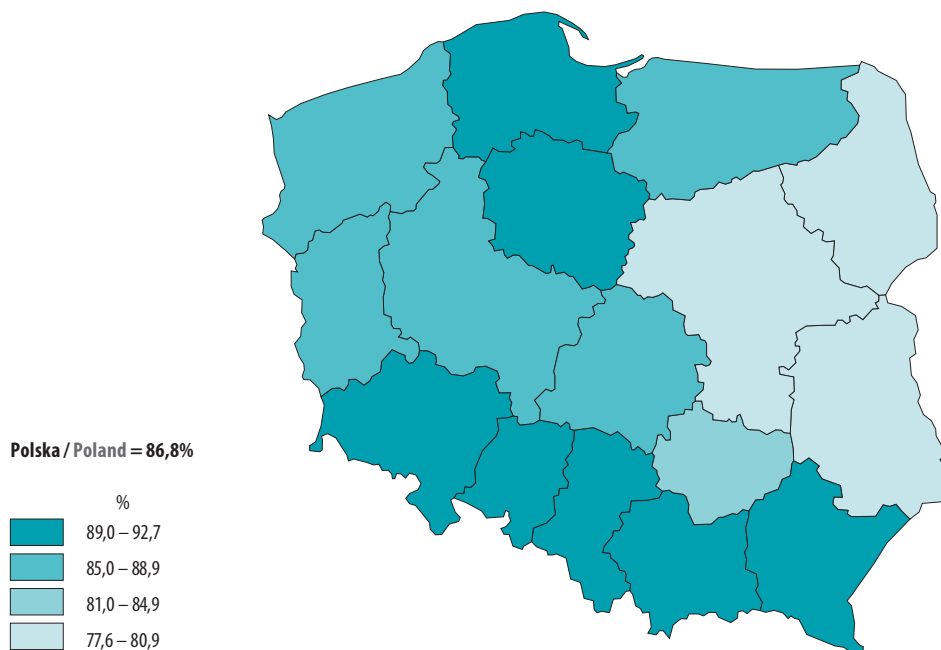 Polska / Poland = 86,8%
%
89,0 – 92,7
85,0 – 88,9
81,0 – 84,9
77,6 – 80,9